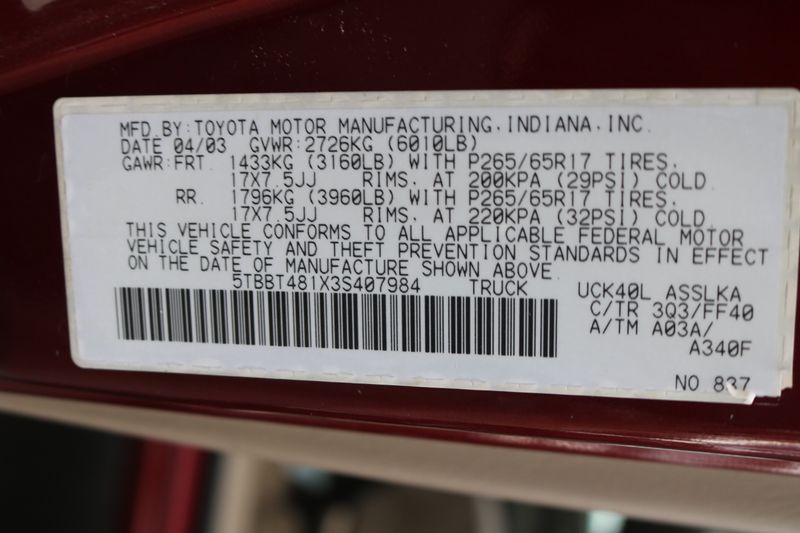 MFD.BY:TOYOTA MOTOR MANUFACTURING,INDIANA,INC.
DATE 04/03 GVWR:2726KG (6010LB)
GAWR:FRT. 1433KG (3160LB) WITH P265/65R17 TIRES,
17X7.5JJ RIMS, AT 200KPA (29PSI) COLD
RR. 1796KG (3960LB) WITH P265/65R17 TIRES,
17X7.5JJ RIMS, AT 220KPA (32PSI) COLD
THIS VEHICLE CONFORMS TO ALL APPLICABLE FEDERAL MOTOR
VEHICLE SAFETY AND THEFT PREVENTION STANDARDS IN EFFECT
ON THE DATE OF MANUFACTURE SHOWN ABOVE.
5TBBT481X3S407984 TRUCK UCK40L ASSLKA
C/TR 3Q3/FF40
A/TM A03A/
A340F
NO 837